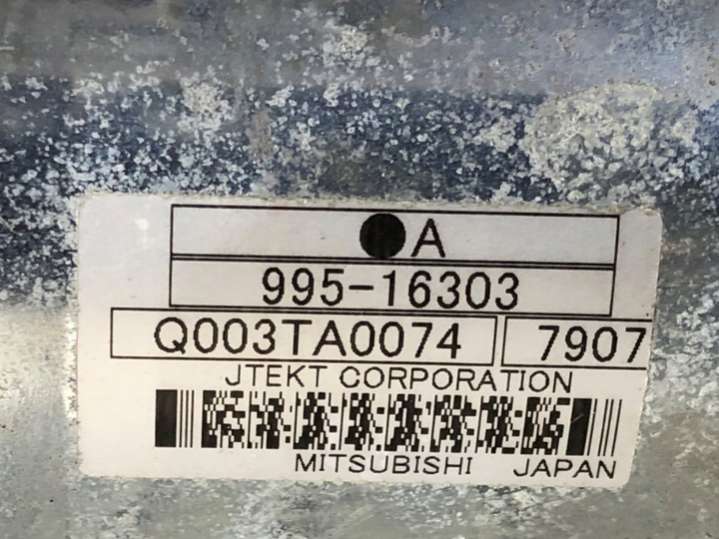 ●A
995-16303
Q003TA0074 7907
JTEKT CORPORATION
MITSUBISHI JAPAN